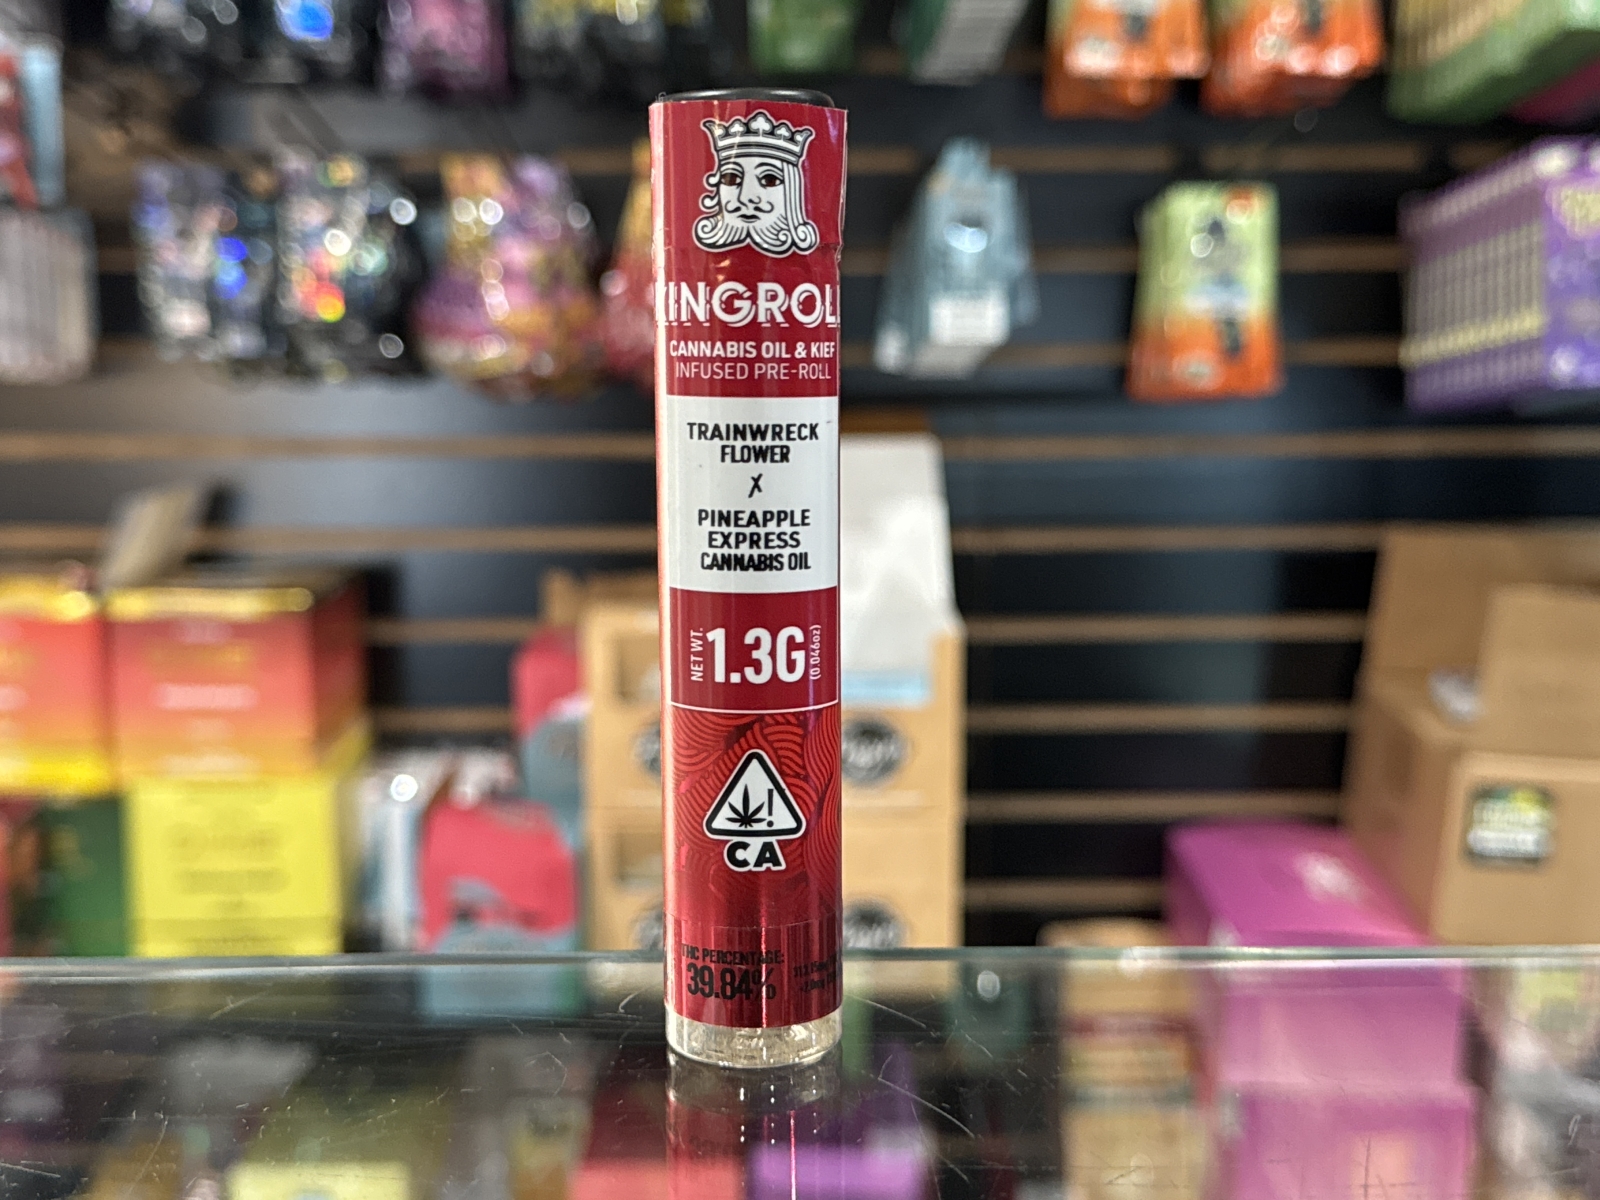 KINGROLL
CANNABIS OIL & KIEF
INFUSED PRE-ROLL
TRAINWRECK
FLOWER
X
PINEAPPLE
EXPRESS
CANNABIS OIL
NET WT. 1.3G (0.046oz)
!
CA
THC PERCENTAGE:
39.84%